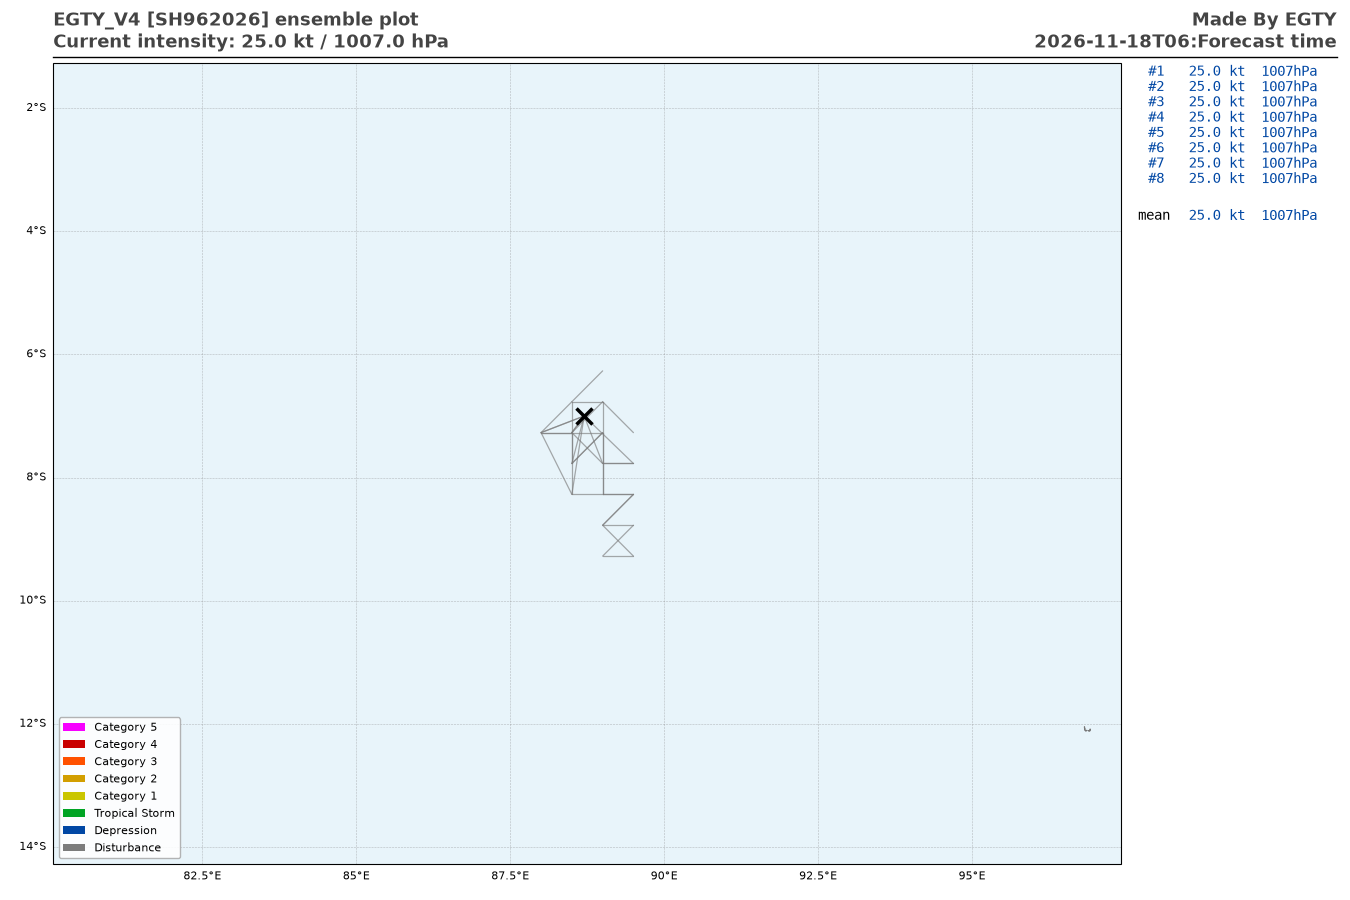 EGTY_V4 [SH962026] ensemble plot
Current intensity: 25.0 kt / 1007.0 hPa
Made By EGTY
2026-11-18T06:Forecast time
#1 25.0 kt 1007hPa
#2 25.0 kt 1007hPa
#3 25.0 kt 1007hPa
#4 25.0 kt 1007hPa
#5 25.0 kt 1007hPa
#6 25.0 kt 1007hPa
#7 25.0 kt 1007hPa
#8 25.0 kt 1007hPa
mean 25.0 kt 1007hPa
2°S
4°S
6°S
8°S
10°S
12°S
14°S
Category 5
Category 4
Category 3
Category 2
Category 1
Tropical Storm
Depression
Disturbance
82.5°E 85°E 87.5°E 90°E 92.5°E 95°E